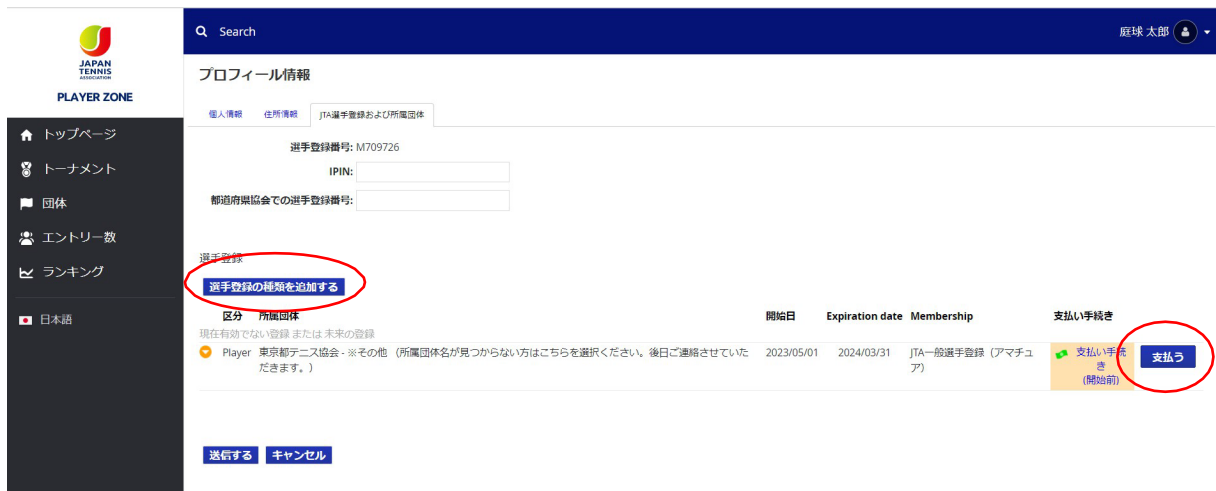 JAPAN
TENNIS
ASSOCIATION
PLAYER ZONE
トップページ
トーナメント
団体
エントリー数
ランキング
日本語
Search
庭球 太郎
プロフィール情報
個人情報 住所情報 JTA選手登録および所属団体
選手登録番号: M709726
IPIN:
都道府県協会での選手登録番号:
選手登録
選手登録の種類を追加する
区分 所属団体 開始日 Expiration date Membership 支払い手続き
現在有効でない登録 または 未来の登録
Player 東京都テニス協会 - ※その他 (所属団体名が見つからない方はこちらを選択ください。後日ご連絡させていた 2023/05/01 2024/03/31 JTA一般選手登録 (アマチュ 支払い手続 支払う
だきます。) ア) き
(開始前)
送信する キャンセル